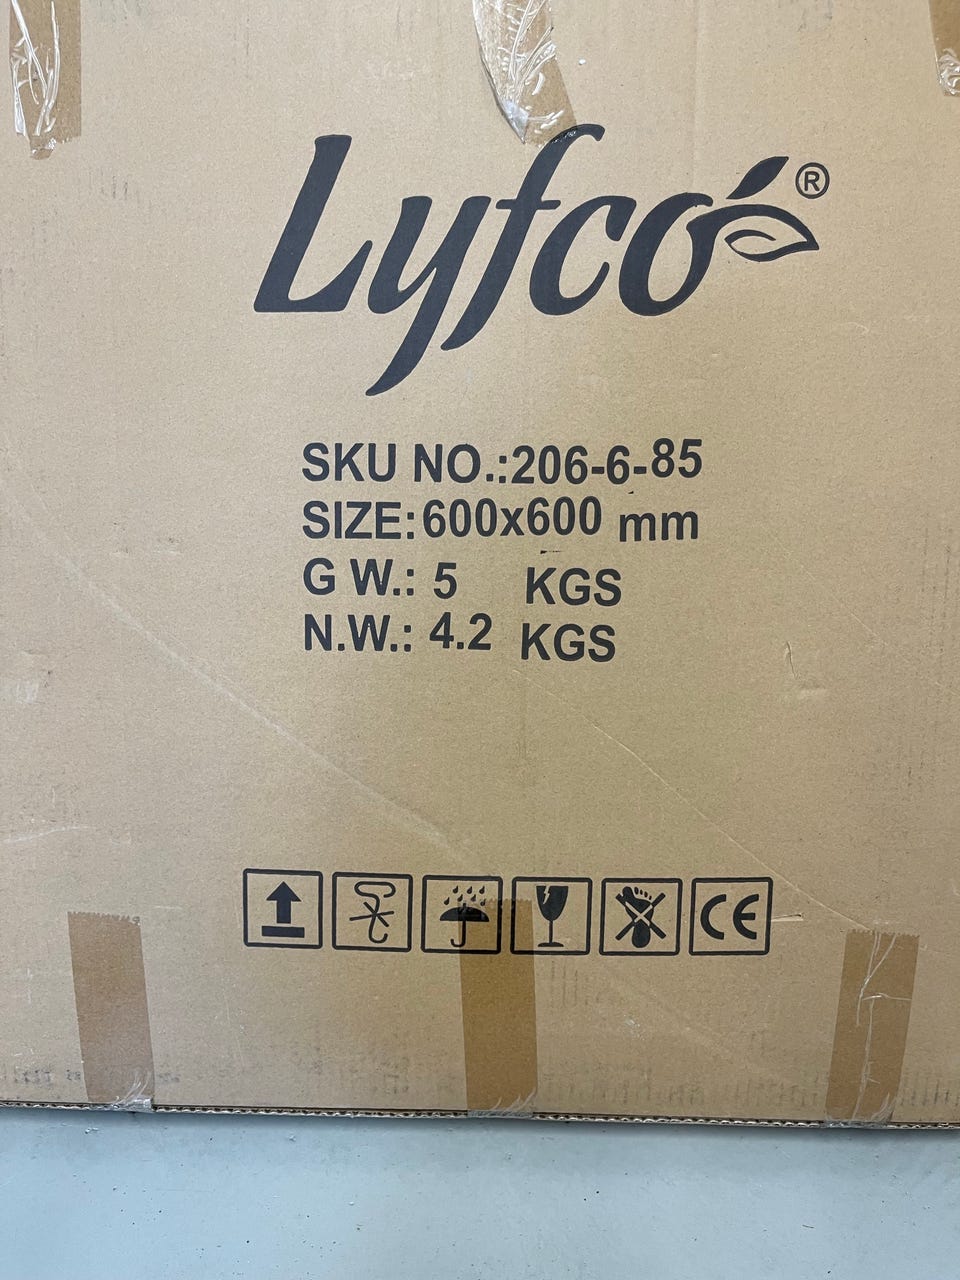 Lyfco®
SKU NO.:206-6-85
SIZE:600x600 mm
G W.: 5 KGS
N.W.: 4.2 KGS
CE